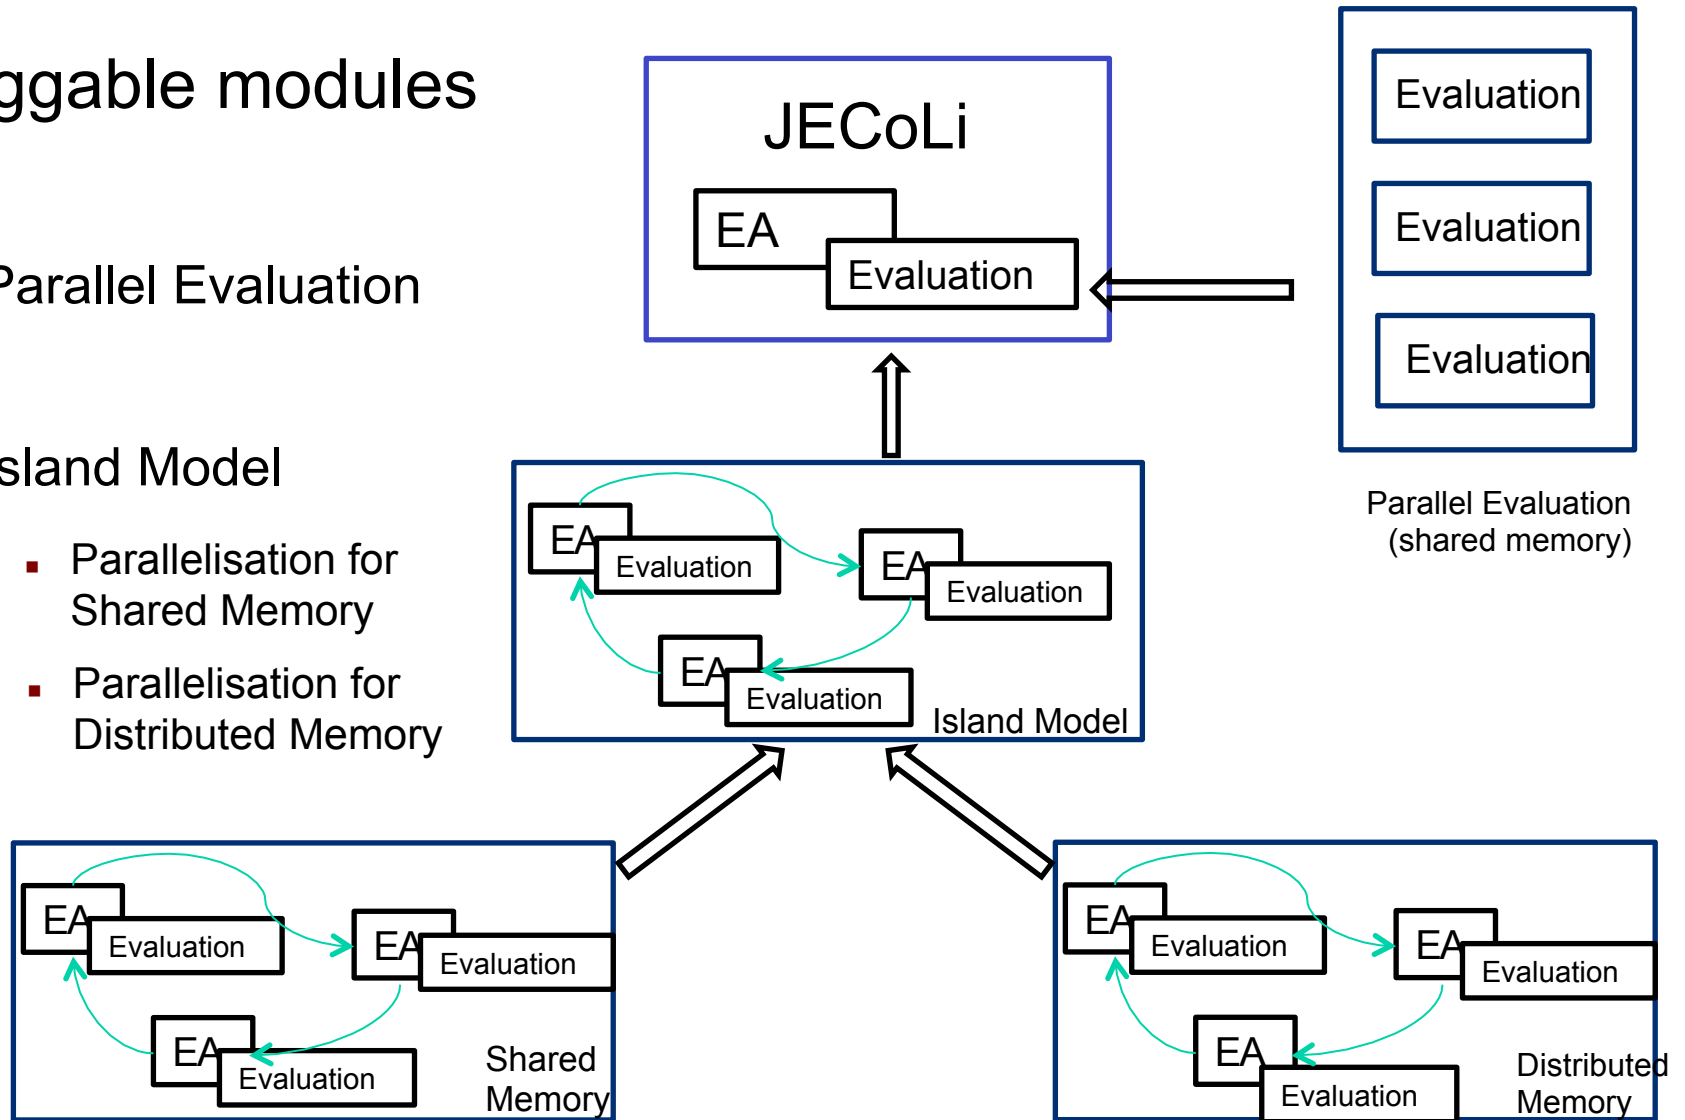 ggable modules
Parallel Evaluation
sland Model
▪ Parallelisation for
Shared Memory
▪ Parallelisation for
Distributed Memory
JECoLi
EA
Evaluation
Evaluation
Evaluation
Evaluation
Parallel Evaluation
(shared memory)
EA
Evaluation
EA
Evaluation
EA
Evaluation
Island Model
EA
Evaluation
EA
Evaluation
EA
Evaluation
Shared
Memory
EA
Evaluation
EA
Evaluation
EA
Evaluation
Distributed
Memory